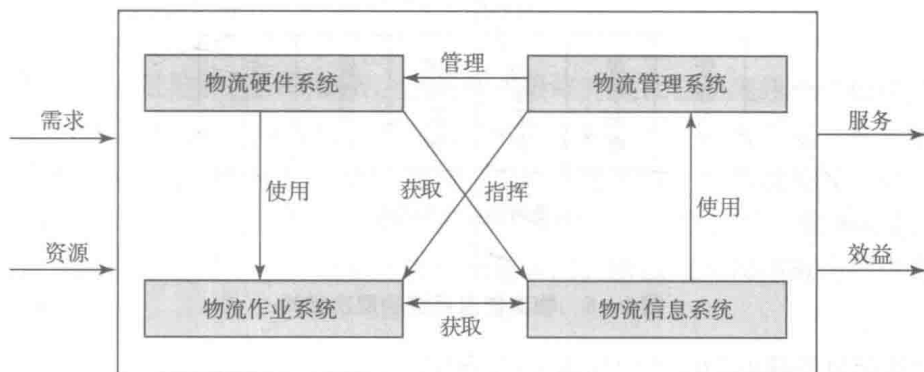 物流硬件系统
管理
物流管理系统
需求
服务
使用
获取
指挥
使用
资源
效益
物流作业系统
获取
物流信息系统